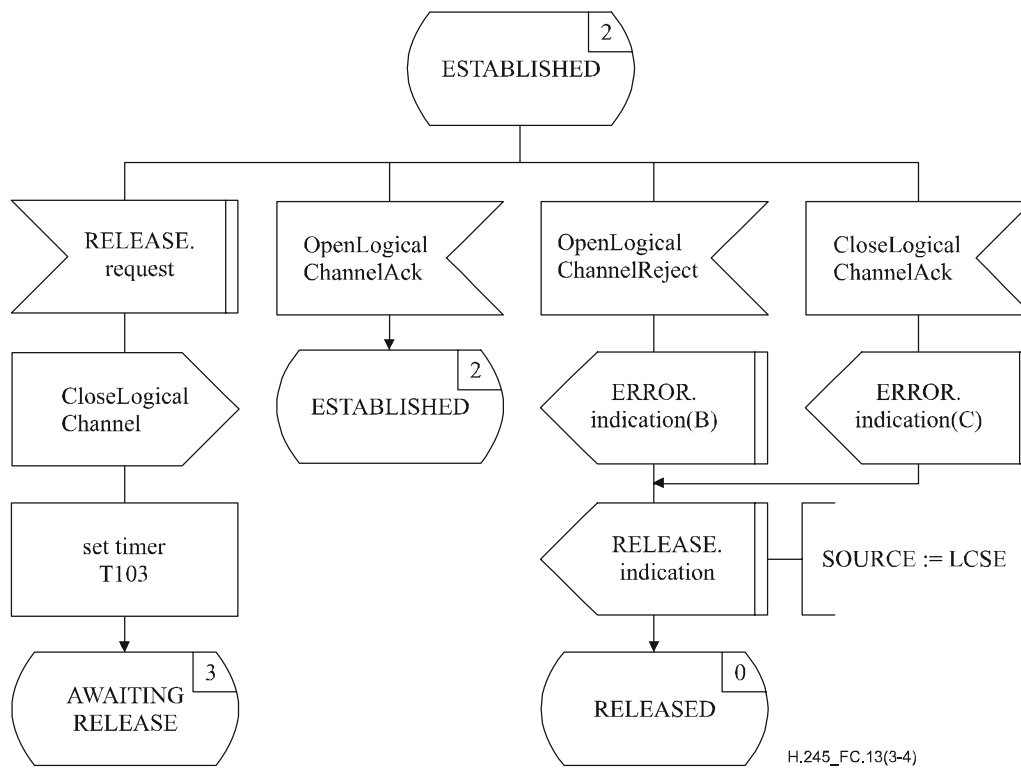 2
ESTABLISHED
RELEASE.
request
OpenLogical
ChannelAck
OpenLogical
ChannelReject
CloseLogical
ChannelAck
CloseLogical
Channel
2
ESTABLISHED
ERROR.
indication(B)
ERROR.
indication(C)
set timer
T103
RELEASE.
indication
SOURCE := LCSE
3
AWAITING
RELEASE
0
RELEASED
H.245_FC.13(3-4)